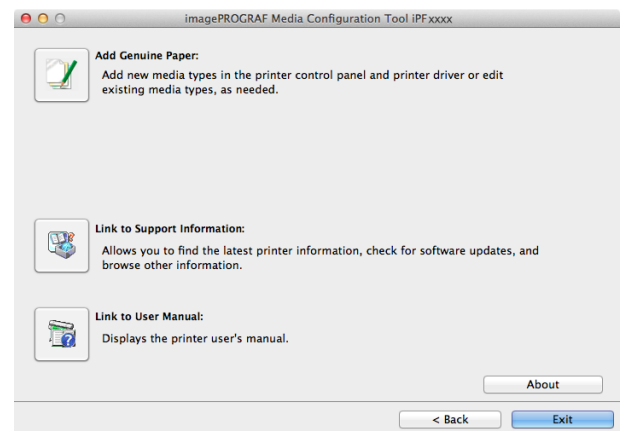 imagePROGRAF Media Configuration Tool iPFxxxx
Add Genuine Paper:
Add new media types in the printer control panel and printer driver or edit
existing media types, as needed.
Link to Support Information:
Allows you to find the latest printer information, check for software updates, and
browse other information.
Link to User Manual:
Displays the printer user's manual.
About
< Back
Exit